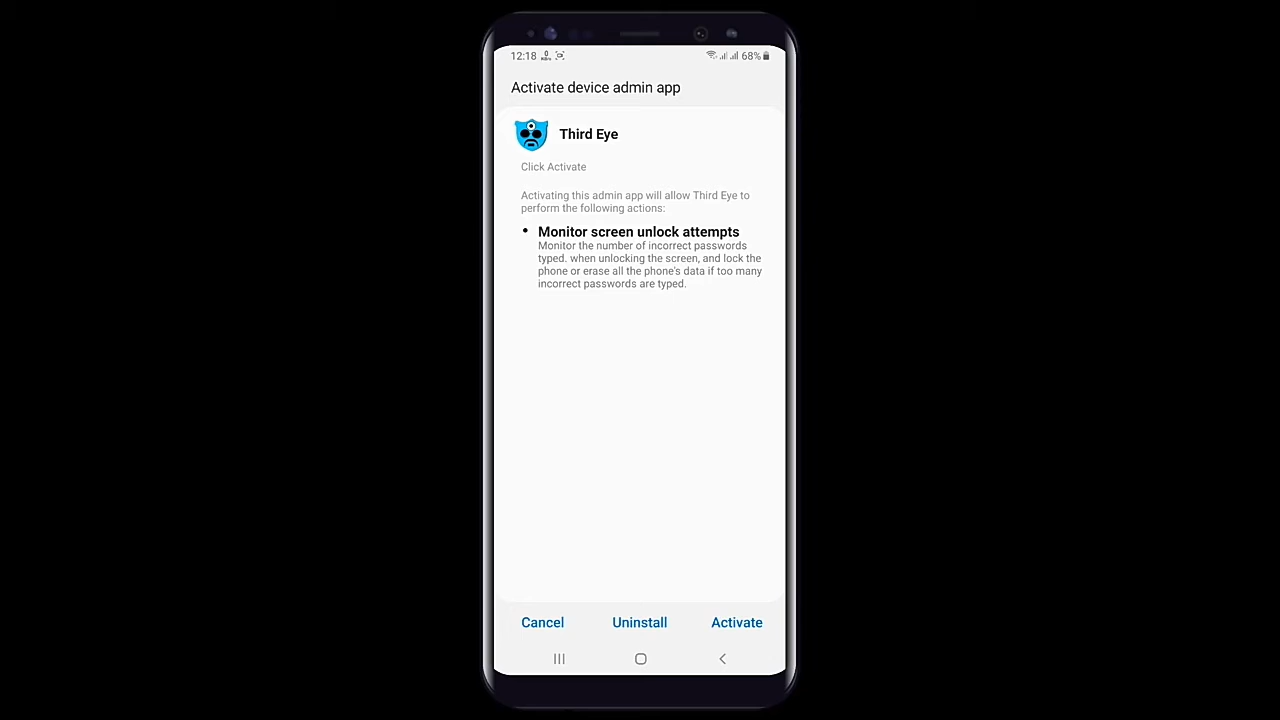 12:18
68%
Activate device admin app
Third Eye
Click Activate
Activating this admin app will allow Third Eye to
perform the following actions:
• Monitor screen unlock attempts
Monitor the number of incorrect passwords
typed. when unlocking the screen, and lock the
phone or erase all the phone's data if too many
incorrect passwords are typed.
Cancel
Uninstall
Activate